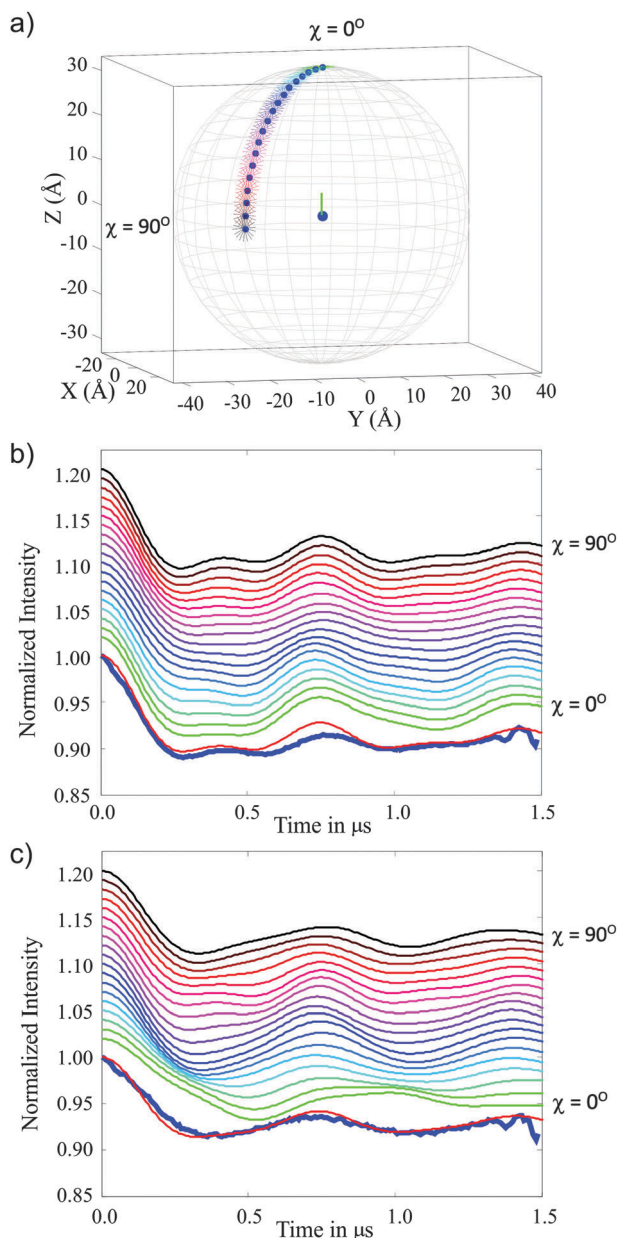 a)
χ = 0°
30
20
10
0
-10
-20
-30
Z (Å)
χ = 90°
-20
0
20
X (Å)
-40 -30 -20 -10 0 10 20 30 40
Y (Å)
b)
1.20
1.15
1.10
1.05
1.00
0.95
0.90
0.85
Normalized Intensity
χ = 90°
χ = 0°
0.0 0.5 1.0 1.5
Time in μs
c)
1.20
1.15
1.10
1.05
1.00
0.95
0.90
0.85
Normalized Intensity
χ = 90°
χ = 0°
0.0 0.5 1.0 1.5
Time in μs